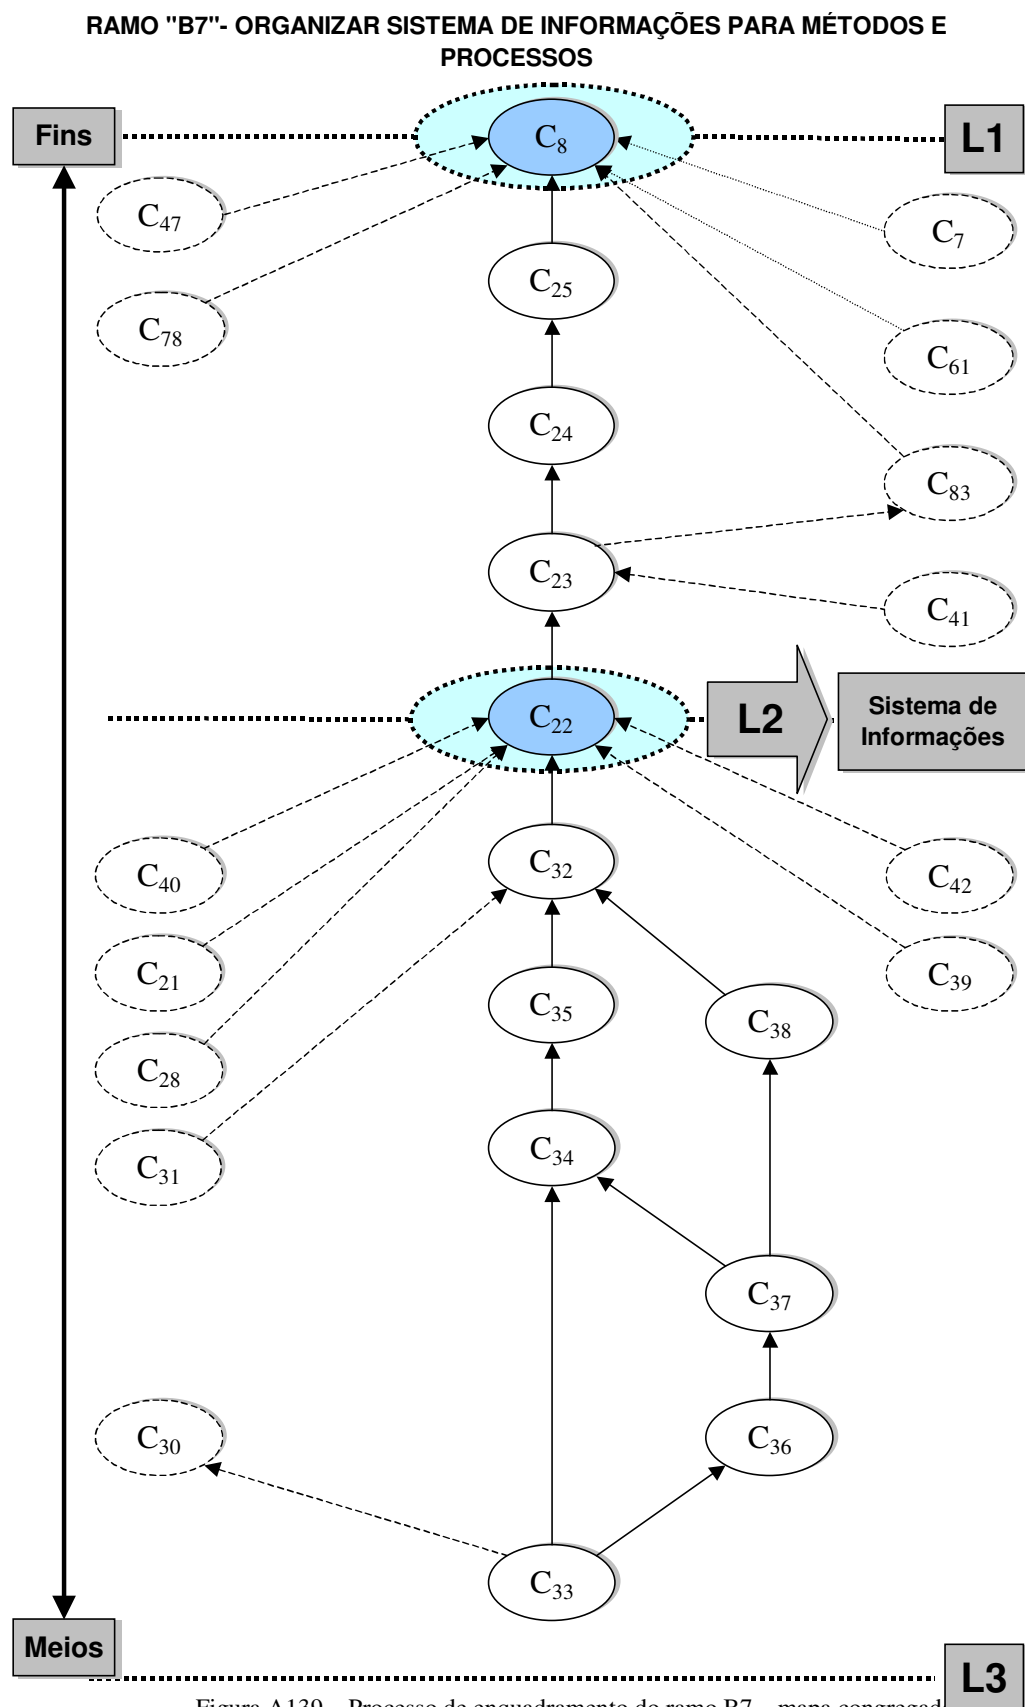 RAMO "B7"- ORGANIZAR SISTEMA DE INFORMAÇÕES PARA MÉTODOS E
PROCESSOS
Fins
C8
L1
C47
C7
C25
C78
C61
C24
C83
C23
C41
C22
L2
Sistema de
Informações
C40
C32
C42
C21
C39
C35
C38
C28
C34
C31
C37
C30
C36
C33
Meios
L3
Figura A139 – Processo de enquadramento do ramo B7 – mapa congregad